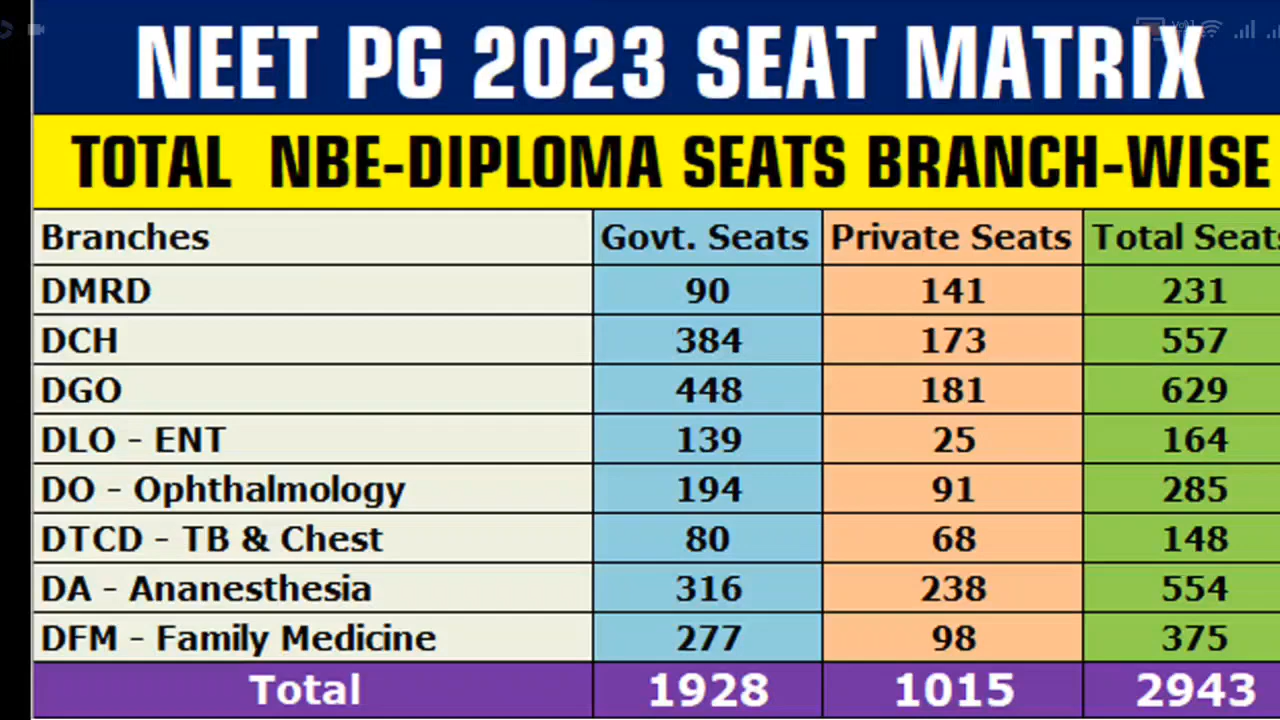 NEET PG 2023 SEAT MATRIX
TOTAL NBE-DIPLOMA SEATS BRANCH-WISE
Branches Govt. Seats Private Seats Total Seats
DMRD 90 141 231
DCH 384 173 557
DGO 448 181 629
DLO - ENT 139 25 164
DO - Ophthalmology 194 91 285
DTCD - TB & Chest 80 68 148
DA - Ananesthesia 316 238 554
DFM - Family Medicine 277 98 375
Total 1928 1015 2943